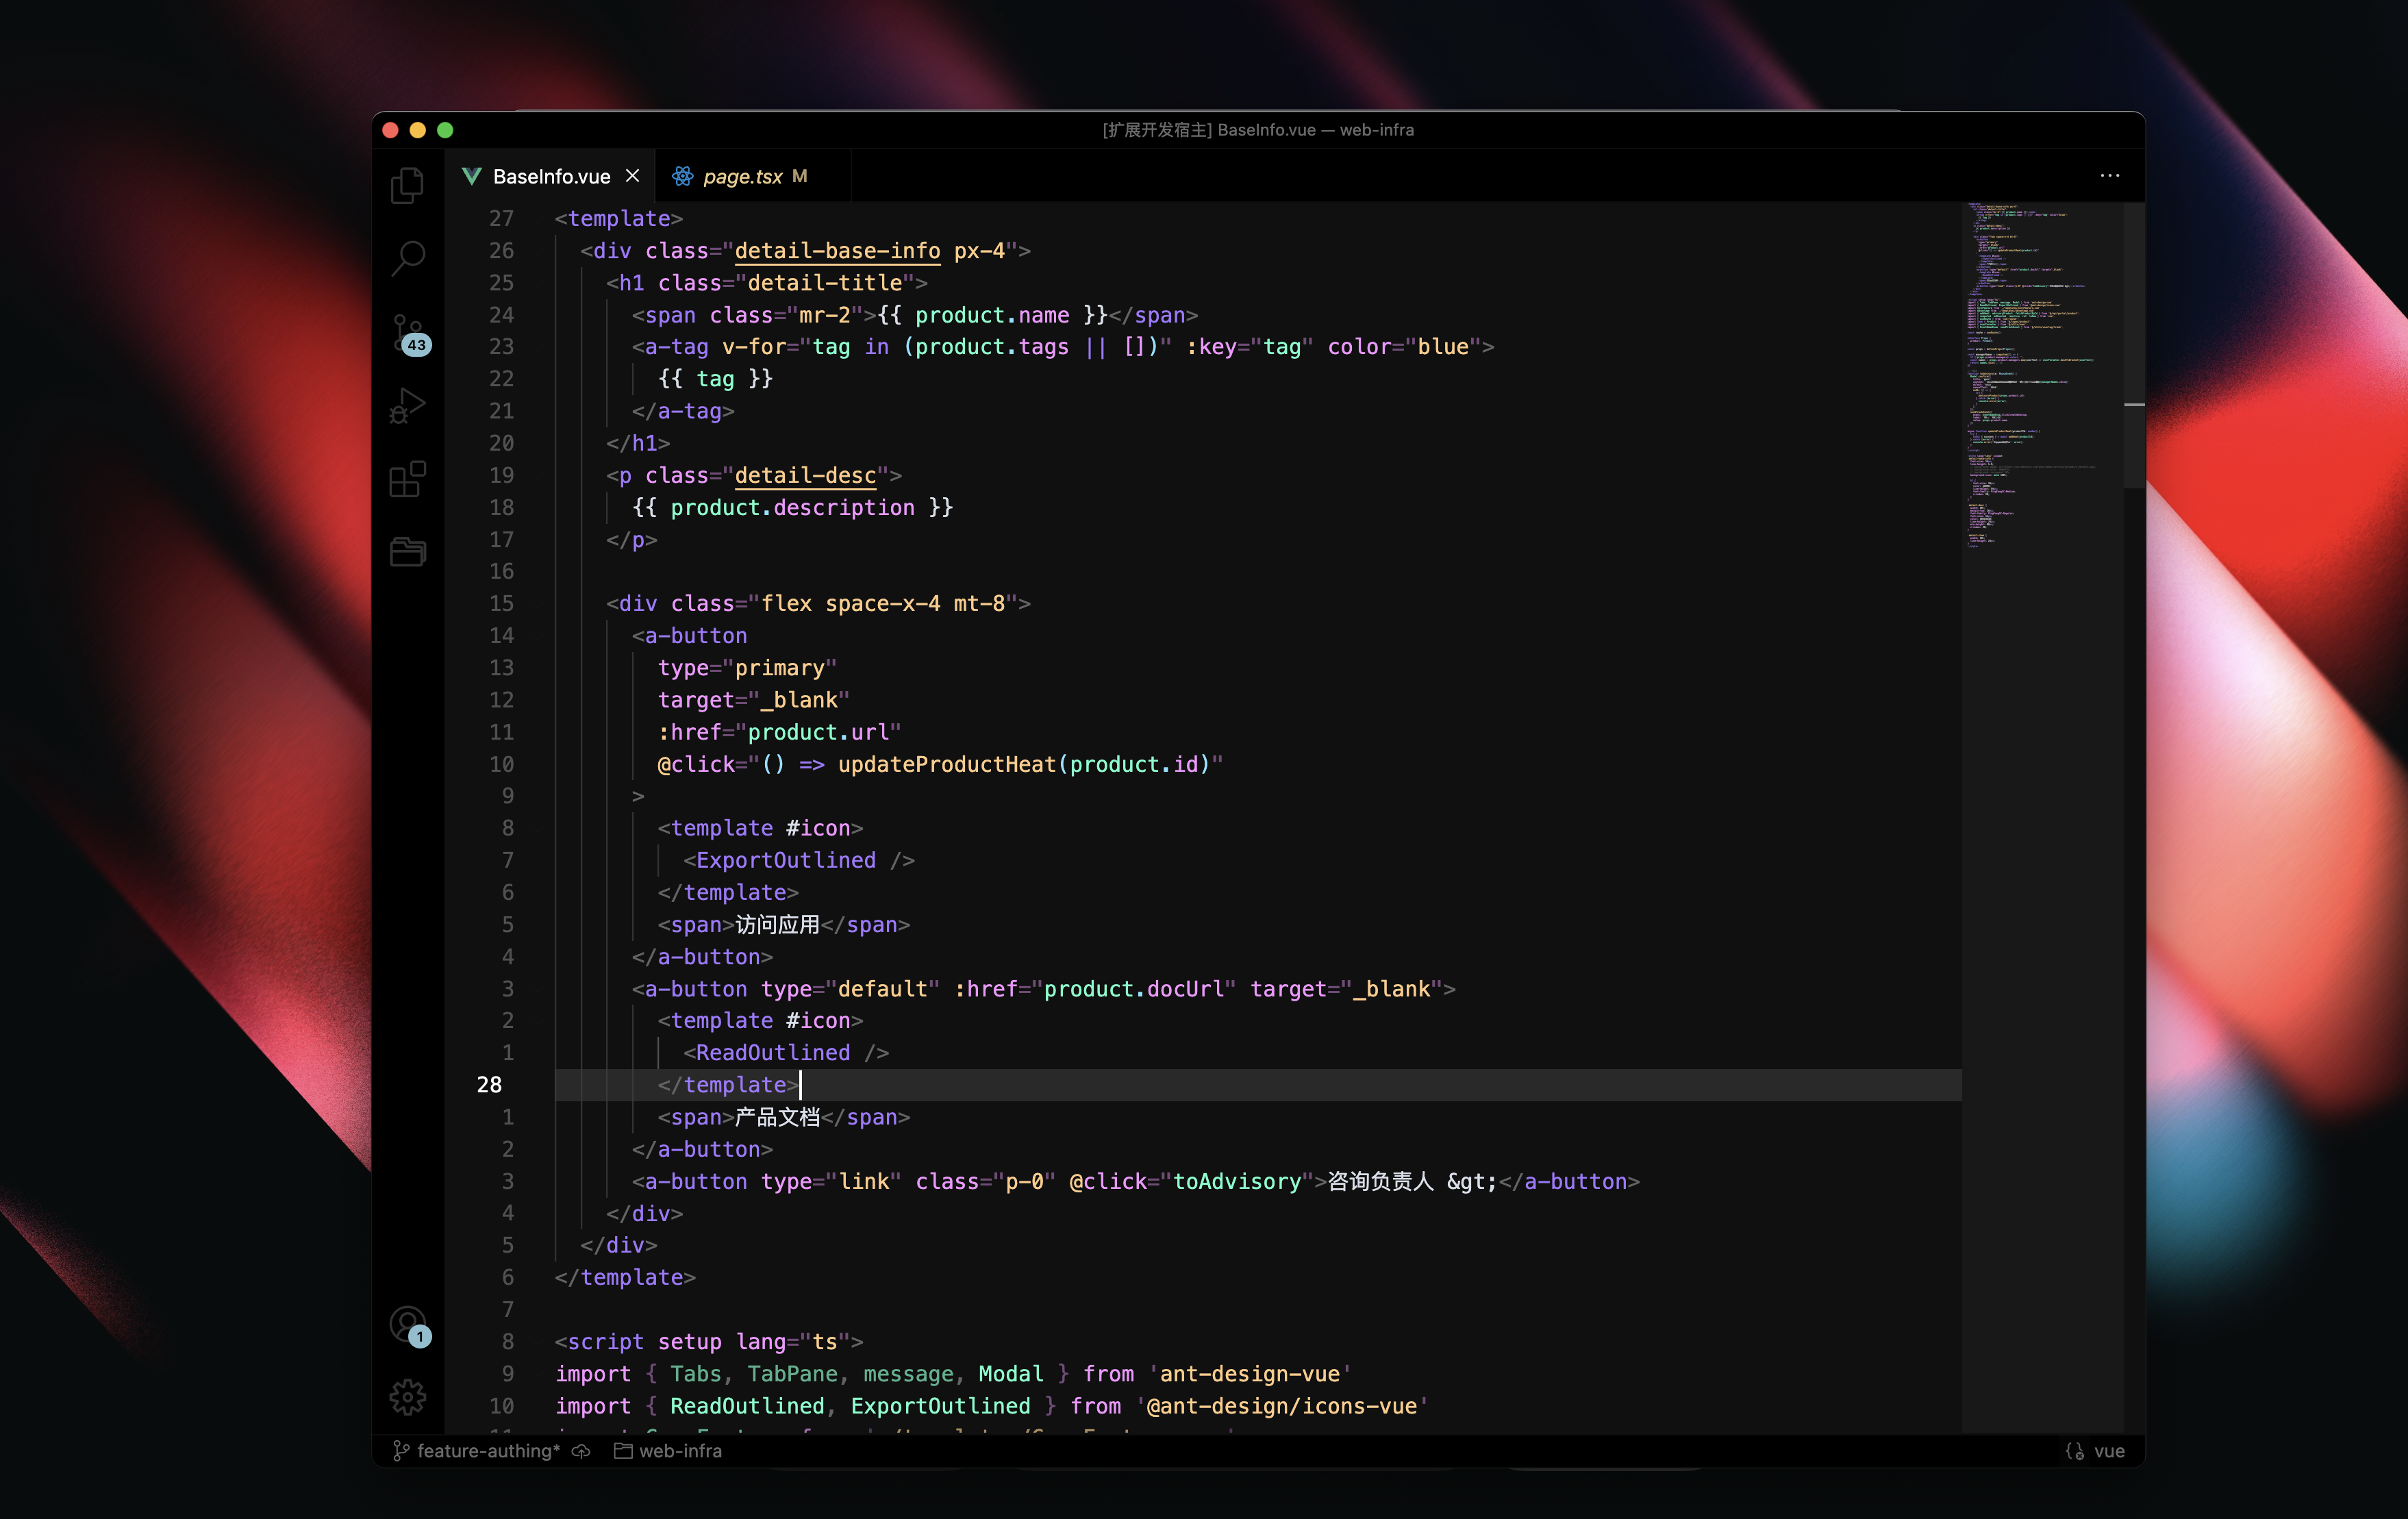 [扩展开发宿主] BaseInfo.vue — web-infra
BaseInfo.vue
page.tsx M
27 <template>
26 <div class="detail-base-info px-4">
25 <h1 class="detail-title">
24 <span class="mr-2">{{ product.name }}</span>
23 <a-tag v-for="tag in (product.tags || [])" :key="tag" color="blue">
22 {{ tag }}
21 </a-tag>
20 </h1>
19 <p class="detail-desc">
18 {{ product.description }}
17 </p>
16
15 <div class="flex space-x-4 mt-8">
14 <a-button
13 type="primary"
12 target="_blank"
11 :href="product.url"
10 @click="() => updateProductHeat(product.id)"
9 >
8 <template #icon>
7 <ExportOutlined />
6 </template>
5 <span>访问应用</span>
4 </a-button>
3 <a-button type="default" :href="product.docUrl" target="_blank">
2 <template #icon>
1 <ReadOutlined />
28 </template>
1 <span>产品文档</span>
2 </a-button>
3 <a-button type="link" class="p-0" @click="toAdvisory">咨询负责人 &gt;</a-button>
4 </div>
5 </div>
6 </template>
7
8 <script setup lang="ts">
9 import { Tabs, TabPane, message, Modal } from 'ant-design-vue'
10 import { ReadOutlined, ExportOutlined } from '@ant-design/icons-vue'
43
1
feature-authing*
web-infra
vue